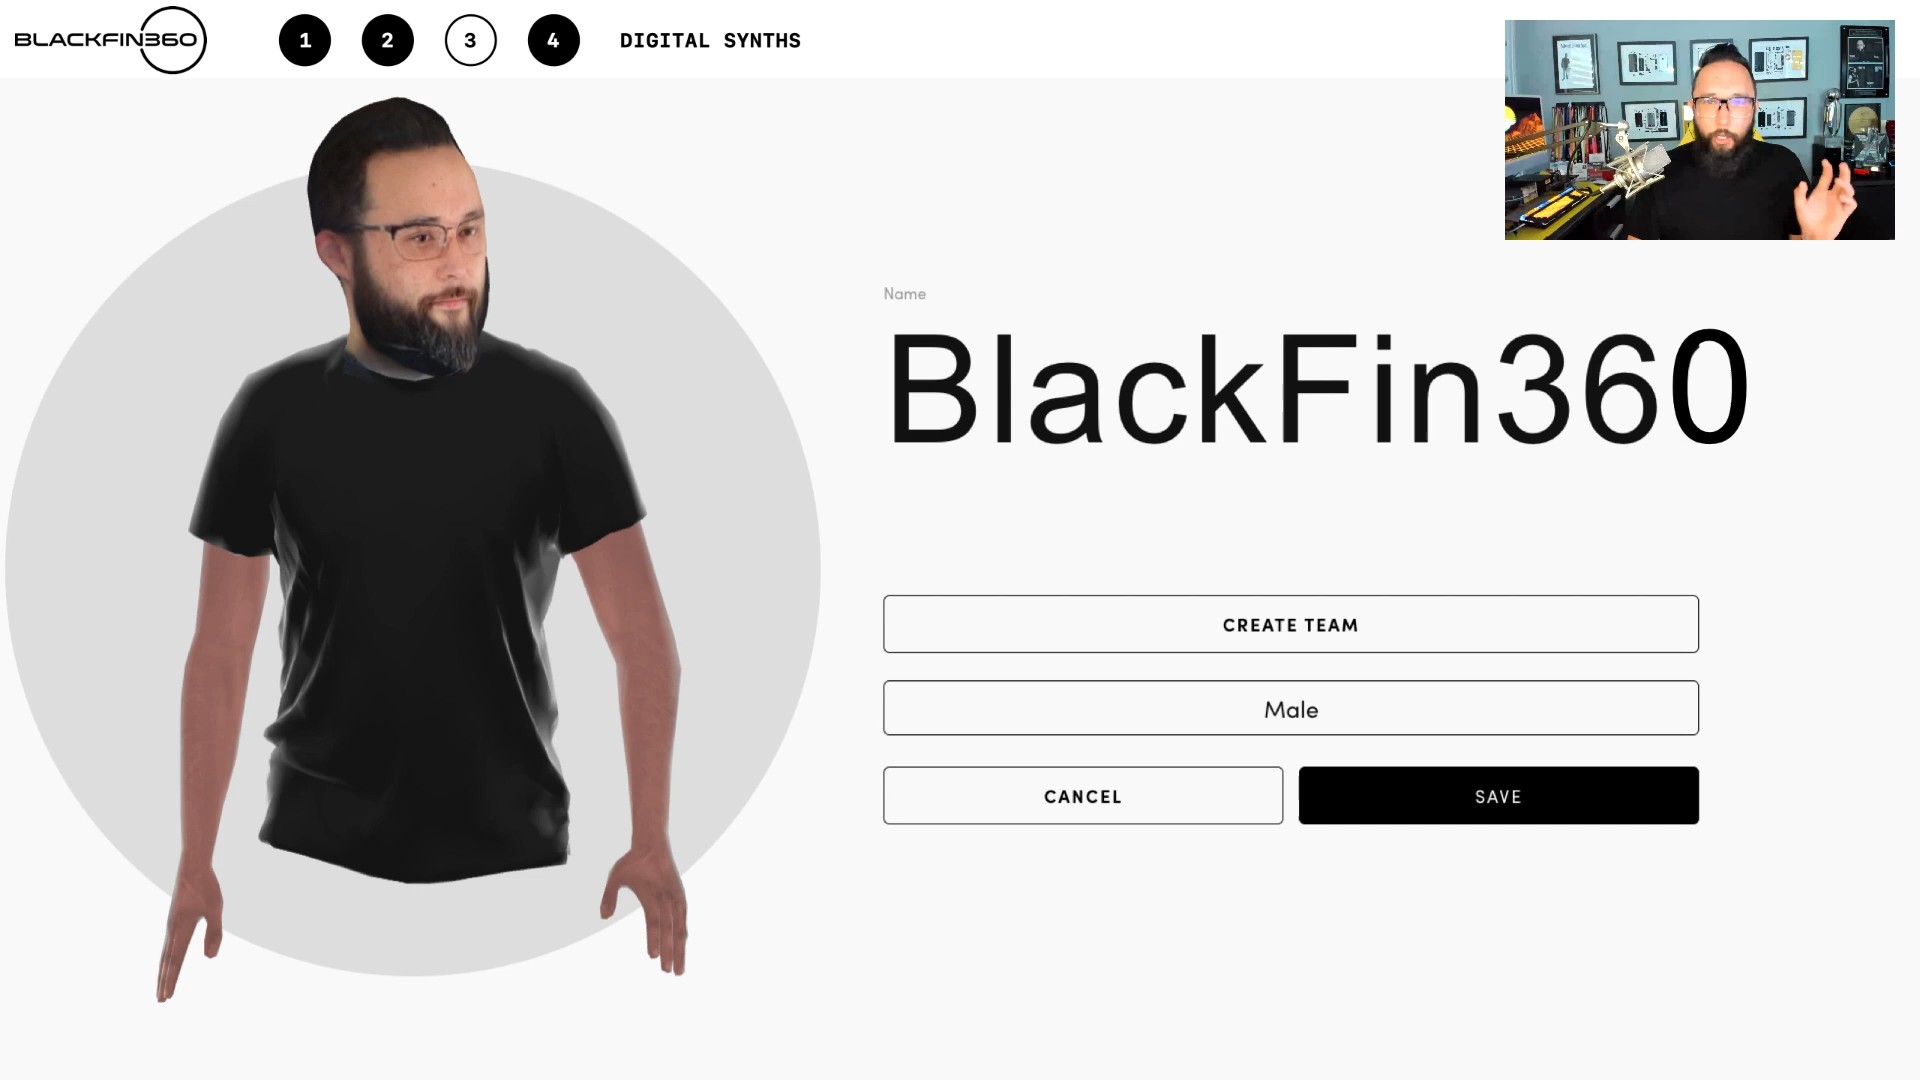 BLACKFIN360
1 2 3 4 DIGITAL SYNTHS
Name
BlackFin360
CREATE TEAM
Male
CANCEL SAVE